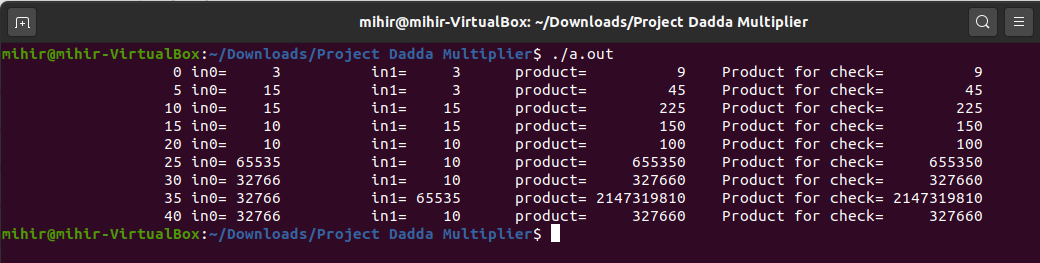 mihir@mihir-VirtualBox: ~/Downloads/Project Dadda Multiplier
mihir@mihir-VirtualBox:~/Downloads/Project Dadda Multiplier$ ./a.out
0 in0= 3 in1= 3 product= 9 Product for check= 9
5 in0= 15 in1= 3 product= 45 Product for check= 45
10 in0= 15 in1= 15 product= 225 Product for check= 225
15 in0= 10 in1= 15 product= 150 Product for check= 150
20 in0= 10 in1= 10 product= 100 Product for check= 100
25 in0= 65535 in1= 10 product= 655350 Product for check= 655350
30 in0= 32766 in1= 10 product= 327660 Product for check= 327660
35 in0= 32766 in1= 65535 product= 2147319810 Product for check= 2147319810
40 in0= 32766 in1= 10 product= 327660 Product for check= 327660
mihir@mihir-VirtualBox:~/Downloads/Project Dadda Multiplier$